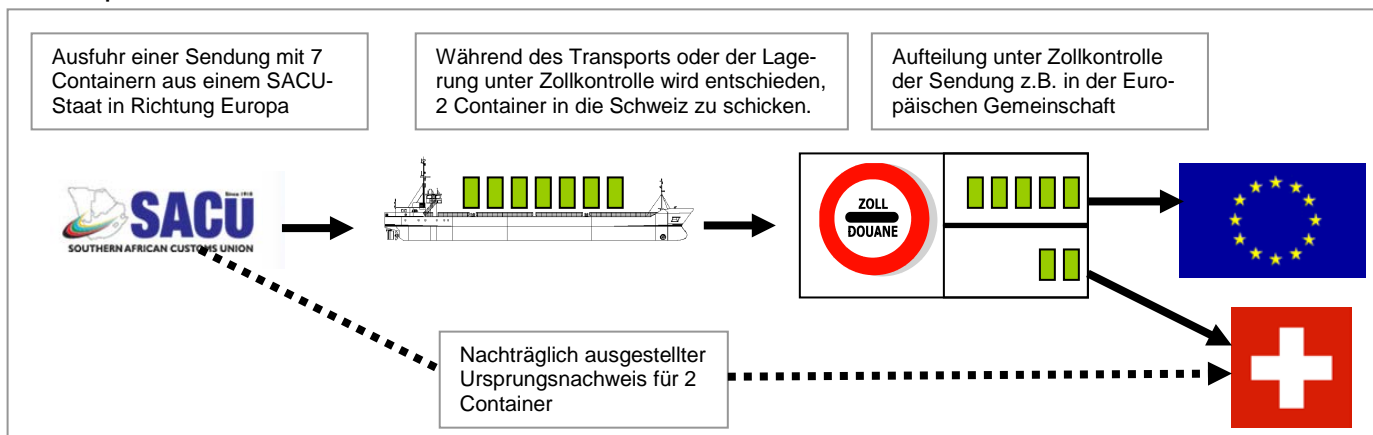 Ausfuhr einer Sendung mit 7
Containern aus einem SACU-
Staat in Richtung Europa
Während des Transports oder der Lage-
rung unter Zollkontrolle wird entschieden,
2 Container in die Schweiz zu schicken.
Aufteilung unter Zollkontrolle
der Sendung z.B. in der Euro-
päischen Gemeinschaft
Since 1910
SACU
SOUTHERN AFRICAN CUSTOMS UNION
ZOLL
DOUANE
Nachträglich ausgestellter
Ursprungsnachweis für 2
Container